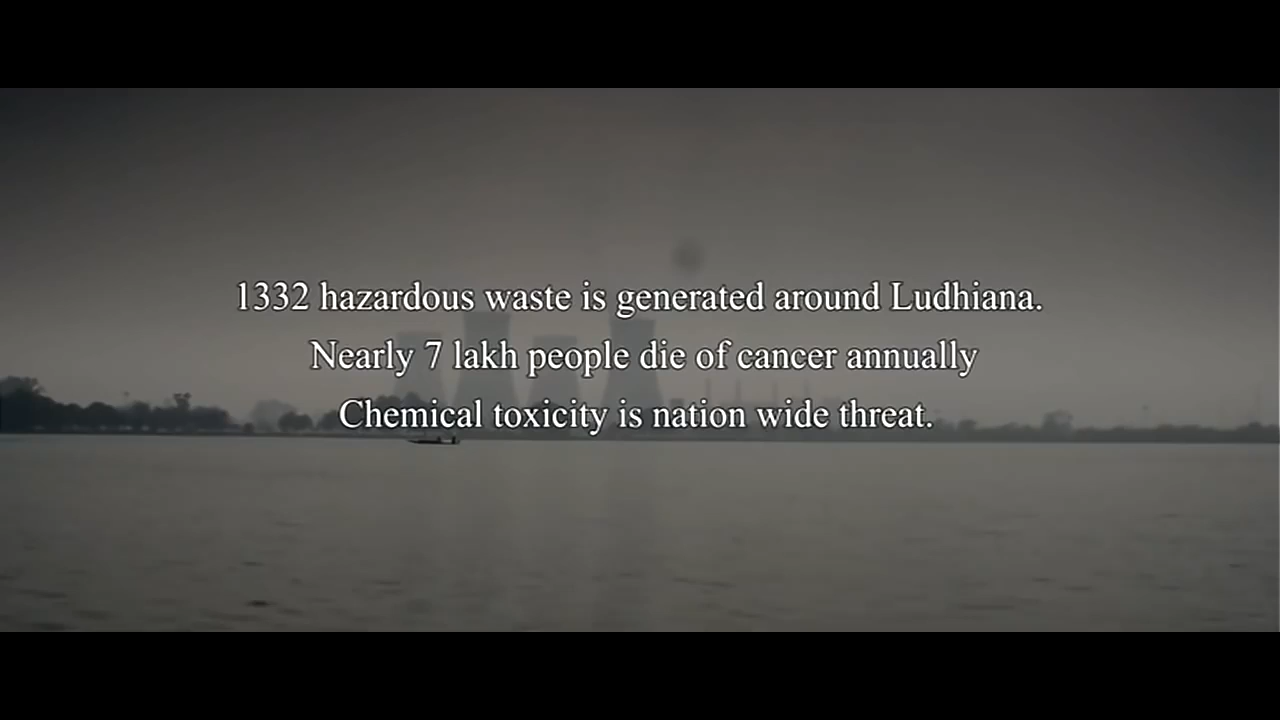 1332 hazardous waste is generated around Ludhiana.
Nearly 7 lakh people die of cancer annually
Chemical toxicity is nation wide threat.